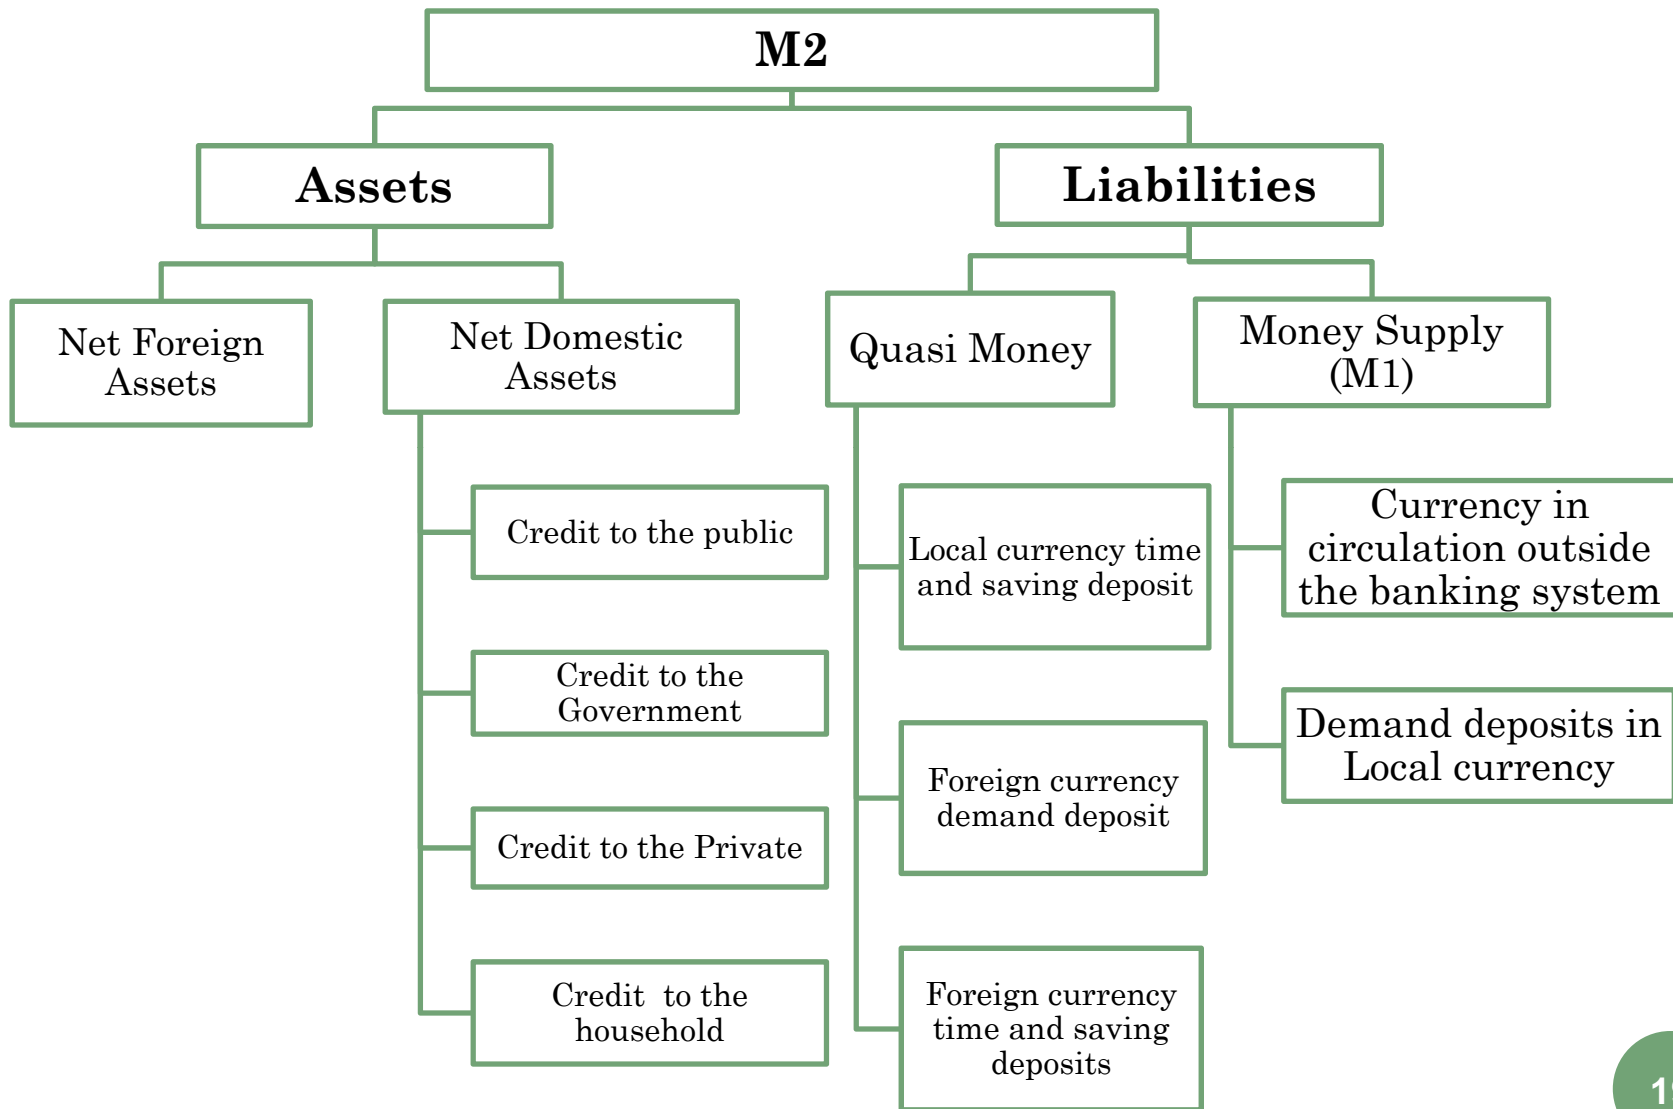 M2
Assets
Liabilities
Net Foreign
Assets
Net Domestic
Assets
Quasi Money
Money Supply
(M1)
Credit to the public
Credit to the
Government
Credit to the Private
Credit to the
household
Local currency time
and saving deposit
Foreign currency
demand deposit
Foreign currency
time and saving
deposits
Currency in
circulation outside
the banking system
Demand deposits in
Local currency